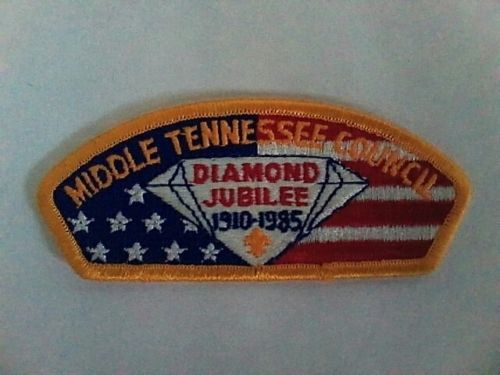 MIDDLE TENNESSEE COUNCIL
DIAMOND
JUBILEE
1910-1985